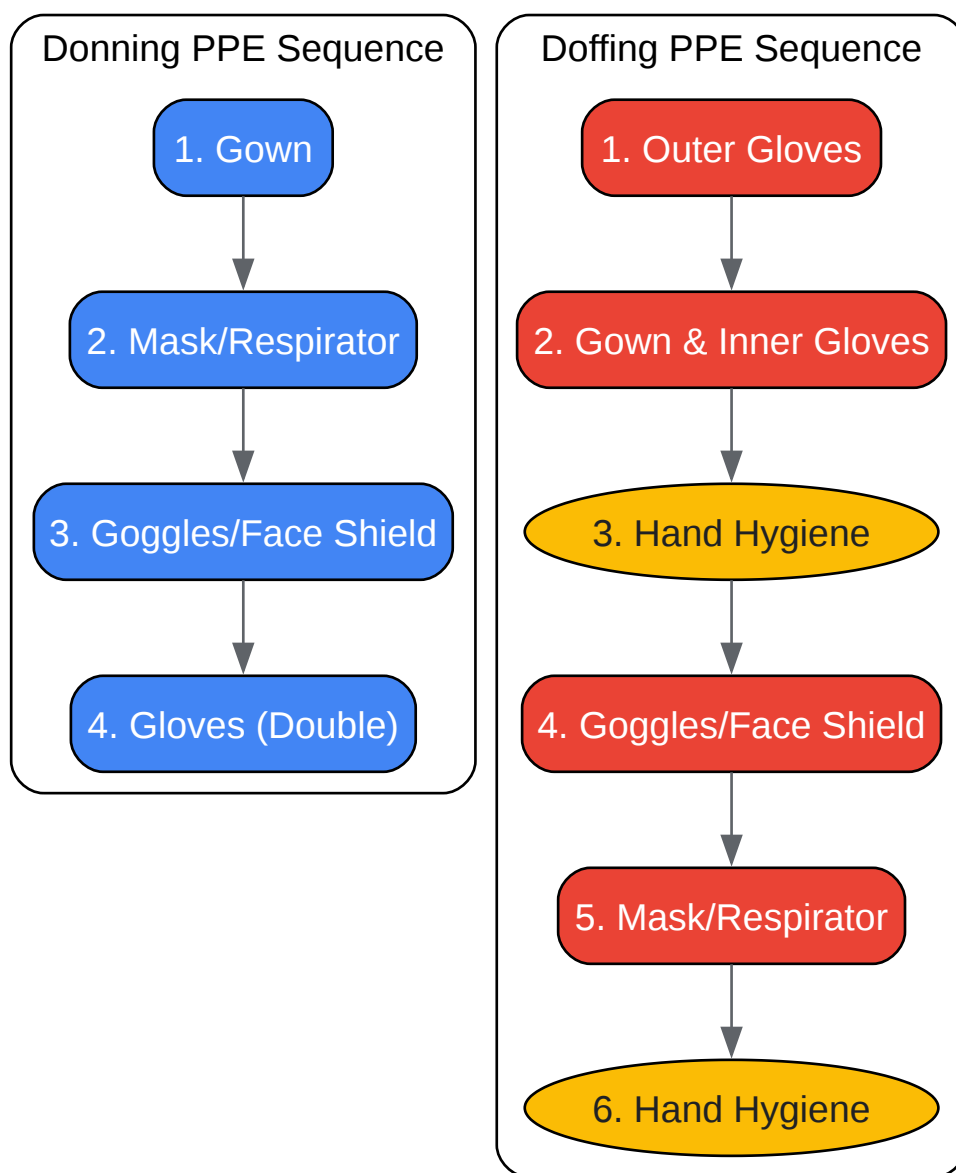 Donning PPE Sequence
1. Gown
2. Mask/Respirator
3. Goggles/Face Shield
4. Gloves (Double)
Doffing PPE Sequence
1. Outer Gloves
2. Gown & Inner Gloves
3. Hand Hygiene
4. Goggles/Face Shield
5. Mask/Respirator
6. Hand Hygiene